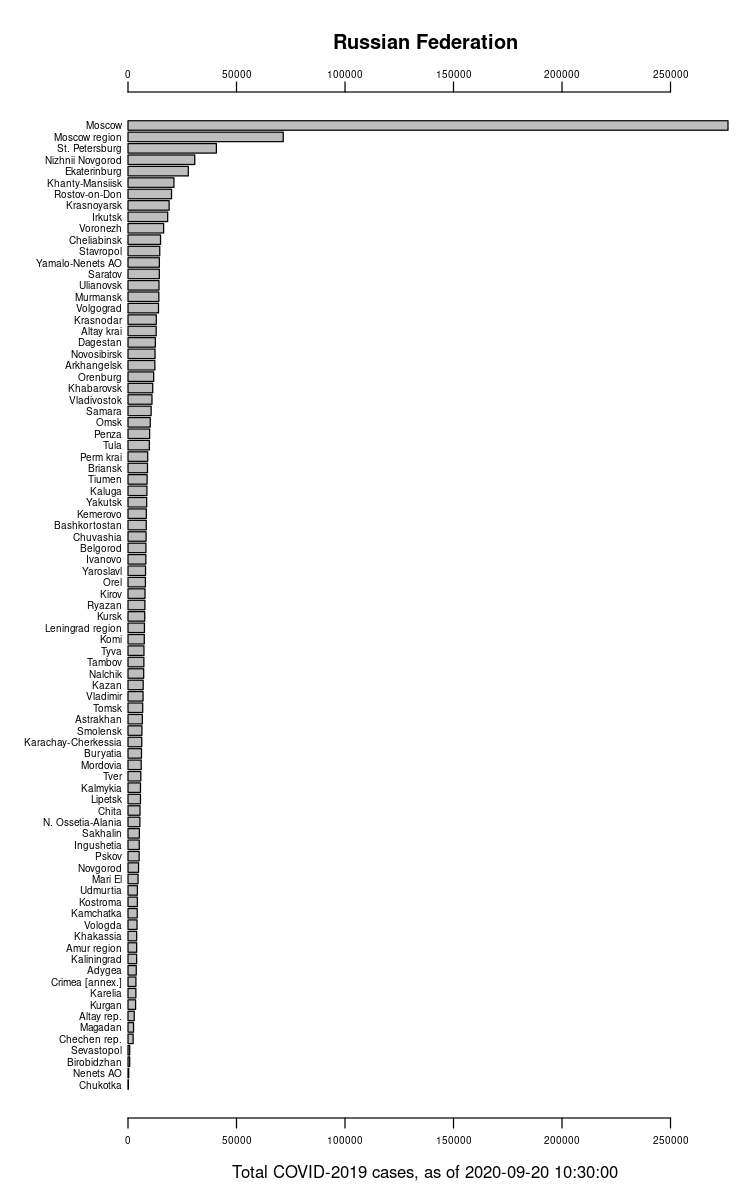 Russian Federation
0 50000 100000 150000 200000 250000
Moscow
Moscow region
St. Petersburg
Nizhnii Novgorod
Ekaterinburg
Khanty-Mansiisk
Rostov-on-Don
Krasnoyarsk
Irkutsk
Voronezh
Cheliabinsk
Stavropol
Yamalo-Nenets AO
Saratov
Ulianovsk
Murmansk
Volgograd
Krasnodar
Altay krai
Dagestan
Novosibirsk
Arkhangelsk
Orenburg
Khabarovsk
Vladivostok
Samara
Omsk
Penza
Tula
Perm krai
Briansk
Tiumen
Kaluga
Yakutsk
Kemerovo
Bashkortostan
Chuvashia
Belgorod
Ivanovo
Yaroslavl
Orel
Kirov
Ryazan
Kursk
Leningrad region
Komi
Tyva
Tambov
Nalchik
Kazan
Vladimir
Tomsk
Astrakhan
Smolensk
Karachay-Cherkessia
Buryatia
Mordovia
Tver
Kalmykia
Lipetsk
Chita
N. Ossetia-Alania
Sakhalin
Ingushetia
Pskov
Novgorod
Mari El
Udmurtia
Kostroma
Kamchatka
Vologda
Khakassia
Amur region
Kaliningrad
Adygea
Crimea [annex.]
Karelia
Kurgan
Altay rep.
Magadan
Chechen rep.
Sevastopol
Birobidzhan
Nenets AO
Chukotka
0 50000 100000 150000 200000 250000
Total COVID-2019 cases, as of 2020-09-20 10:30:00